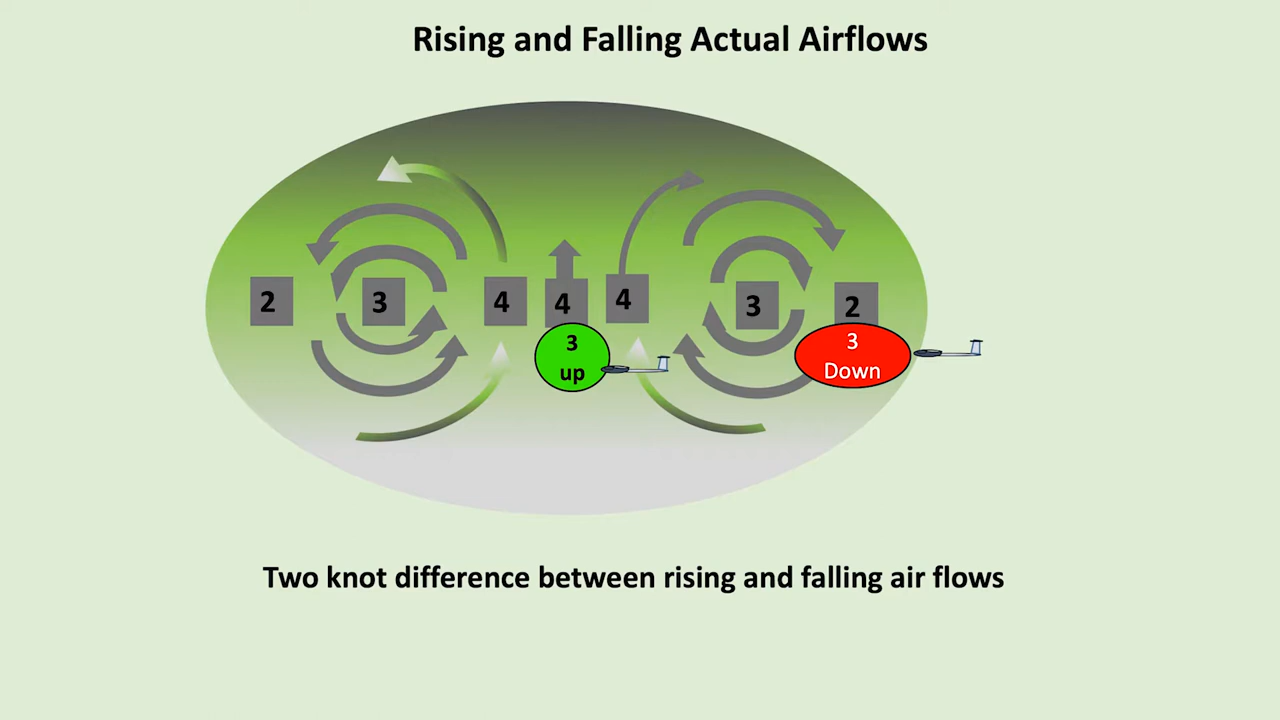 Rising and Falling Actual Airflows
2 3 4 4 4 3 2
3
up
3
Down
Two knot difference between rising and falling air flows